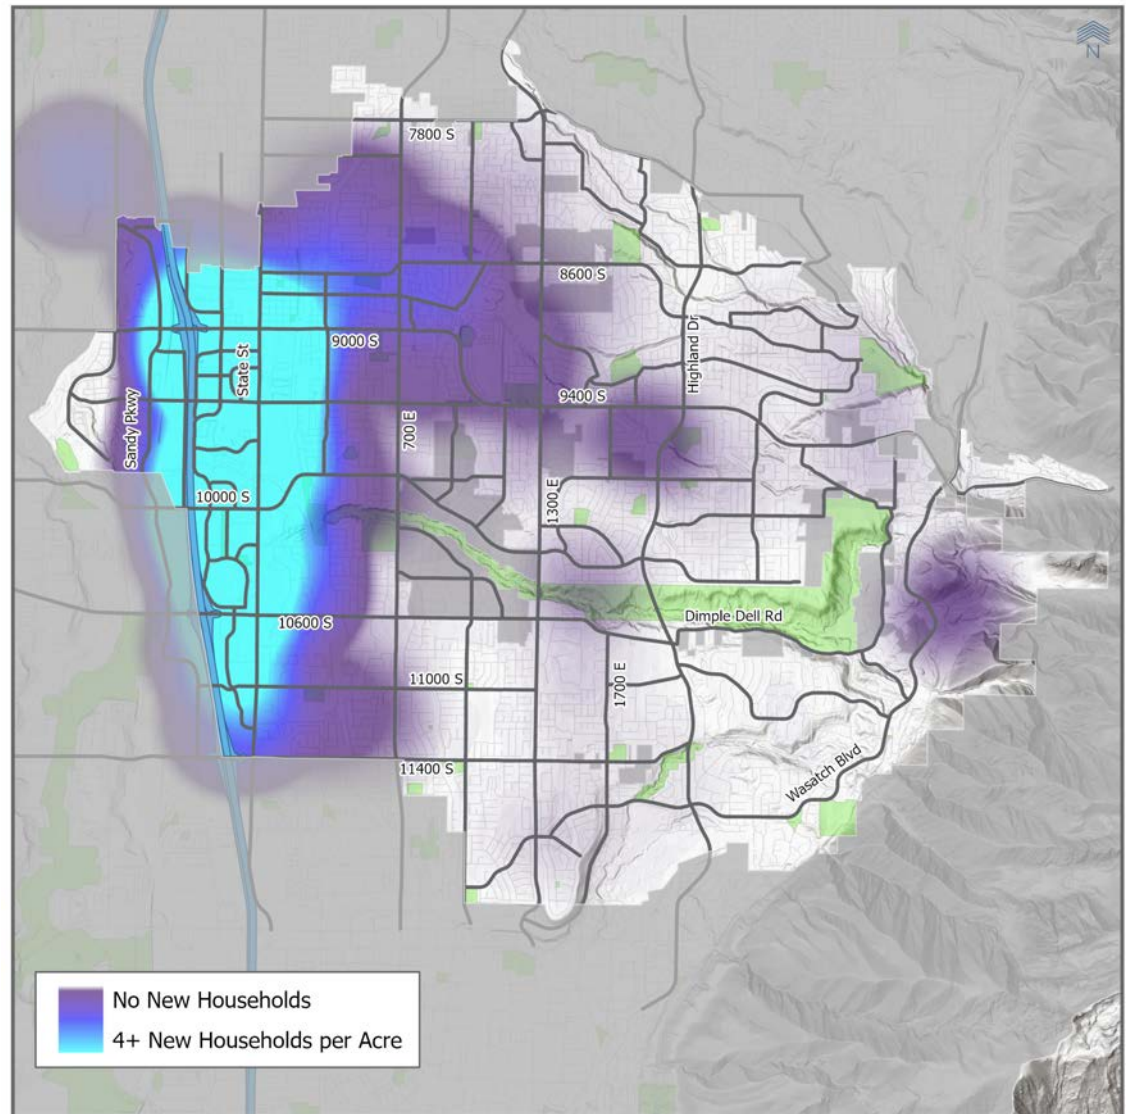 N
7800 S
8600 S
9000 S
State St
Highland Dr
9400 S
Sandy Pkwy
700 E
10000 S
1300 E
10600 S
Dimple Dell Rd
11000 S
1700 E
11400 S
Wasatch Blvd
No New Households
4+ New Households per Acre